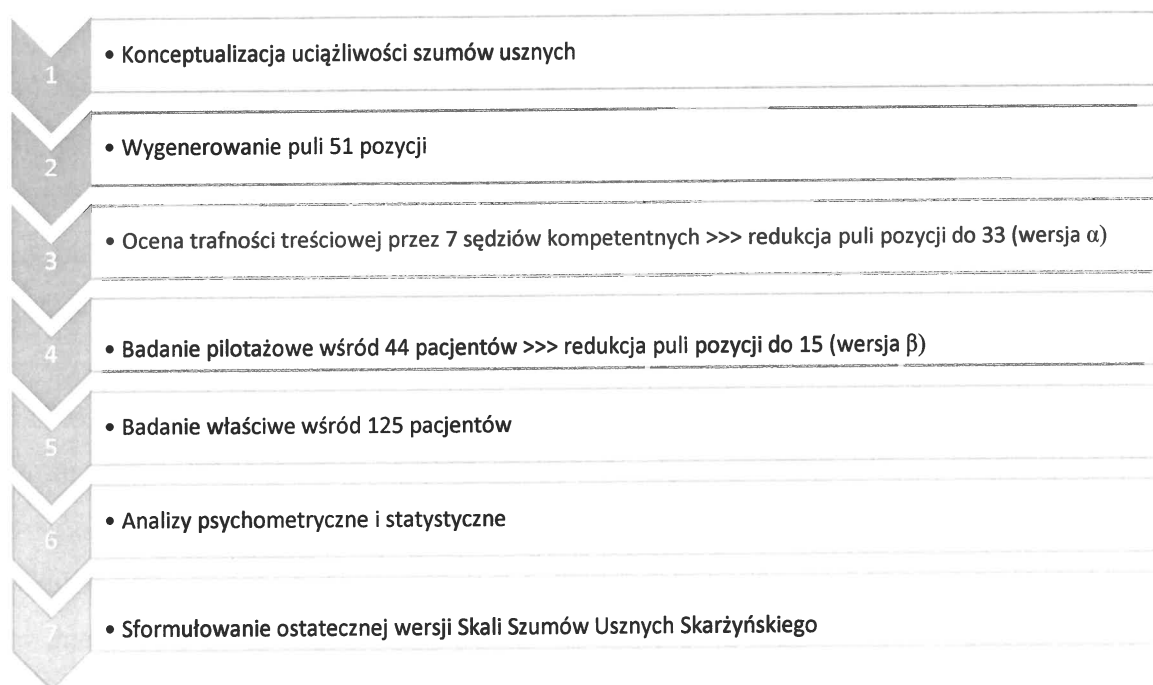 1
• Konceptualizacja uciążliwości szumów usznych
2
• Wygenerowanie puli 51 pozycji
3
• Ocena trafności treściowej przez 7 sędziów kompetentnych >>> redukcja puli pozycji do 33 (wersja α)
4
• Badanie pilotażowe wśród 44 pacjentów >>> redukcja puli pozycji do 15 (wersja β)
5
• Badanie właściwe wśród 125 pacjentów
6
• Analizy psychometryczne i statystyczne
7
• Sformułowanie ostatecznej wersji Skali Szumów Usznych Skarżyńskiego